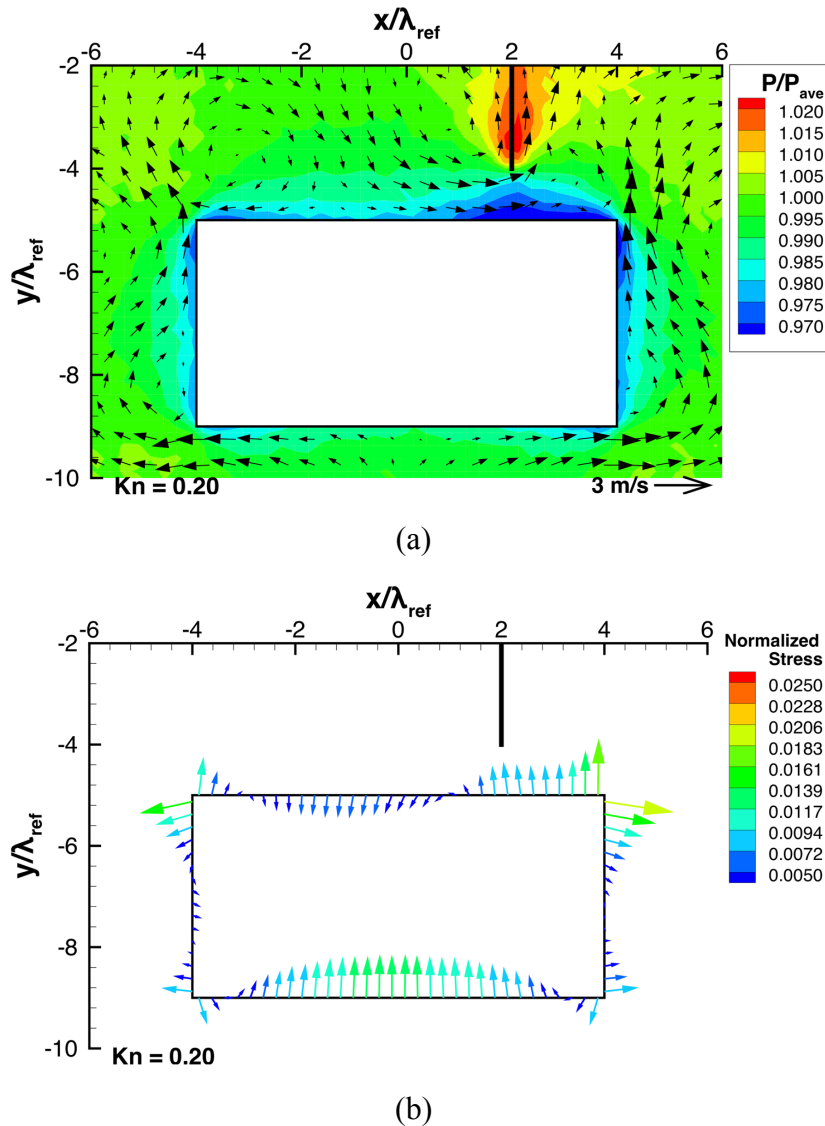 x/λref
-6 -4 -2 0 2 4 6
-2
-4
-6
-8
-10
y/λref
P/Pave
1.020
1.015
1.010
1.005
1.000
0.995
0.990
0.985
0.980
0.975
0.970
Kn = 0.20
3 m/s
(a)
x/λref
-6 -4 -2 0 2 4 6
-2
-4
-6
-8
-10
y/λref
Normalized
Stress
0.0250
0.0228
0.0206
0.0183
0.0161
0.0139
0.0117
0.0094
0.0072
0.0050
Kn = 0.20
(b)